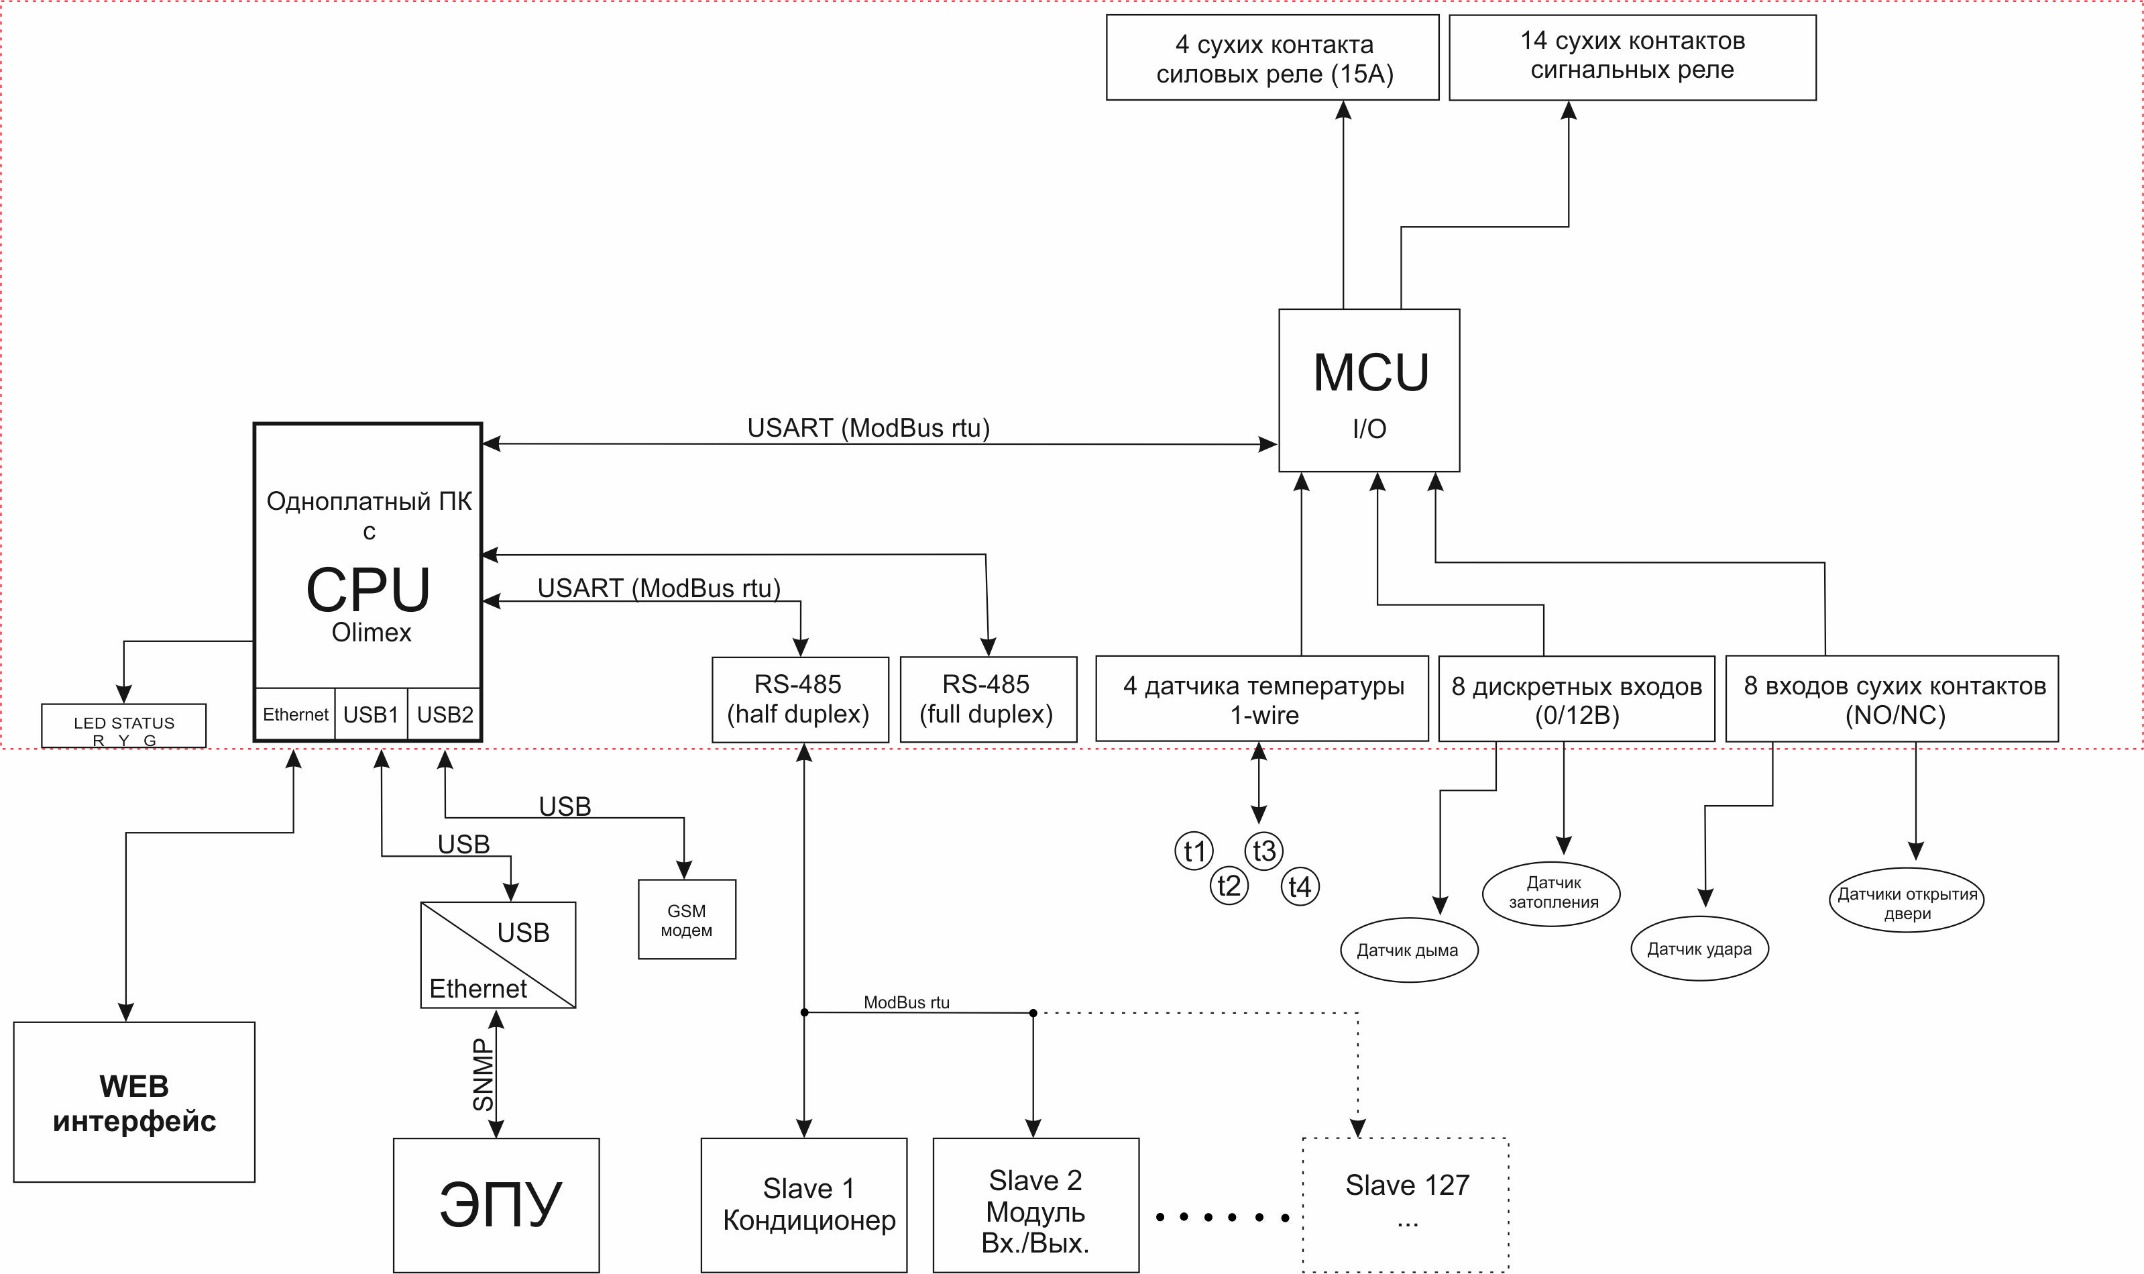 4 сухих контакта
силовых реле (15А)
14 сухих контактов
сигнальных реле
MCU
I/O
USART (ModBus rtu)
Одноплатный ПК
с
CPU
Olimex
Ethernet
USB1
USB2
USART (ModBus rtu)
LED STATUS
R Y G
RS-485
(half duplex)
RS-485
(full duplex)
4 датчика температуры
1-wire
8 дискретных входов
(0/12В)
8 входов сухих контактов
(NO/NC)
USB
USB
USB
Ethernet
GSM
модем
t1
t2
t3
t4
Датчик дыма
Датчик
затопления
Датчик удара
Датчики открытия
двери
ModBus rtu
SNMP
WEB
интерфейс
ЭПУ
Slave 1
Кондиционер
Slave 2
Модуль
Вх./Вых.
Slave 127
...